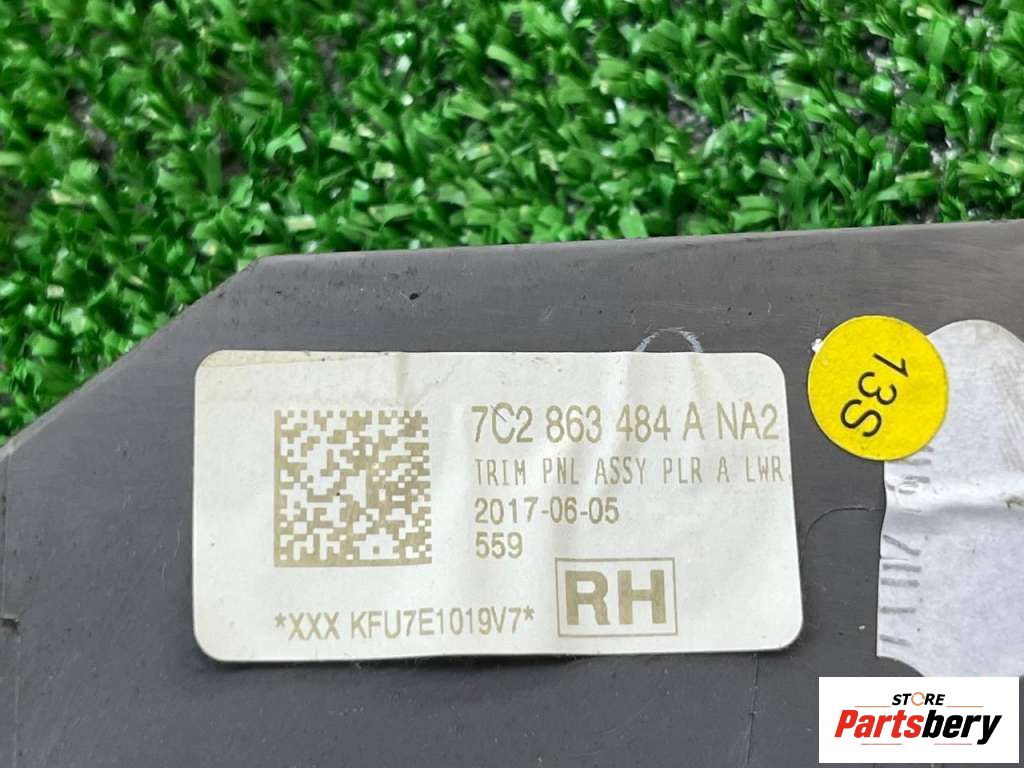 7C2 863 484 A NA2
TRIM PNL ASSY PLR A LWR
2017-06-05
559
RH
*XXX KFU7E1019V7*
13S
STORE
Partsbery